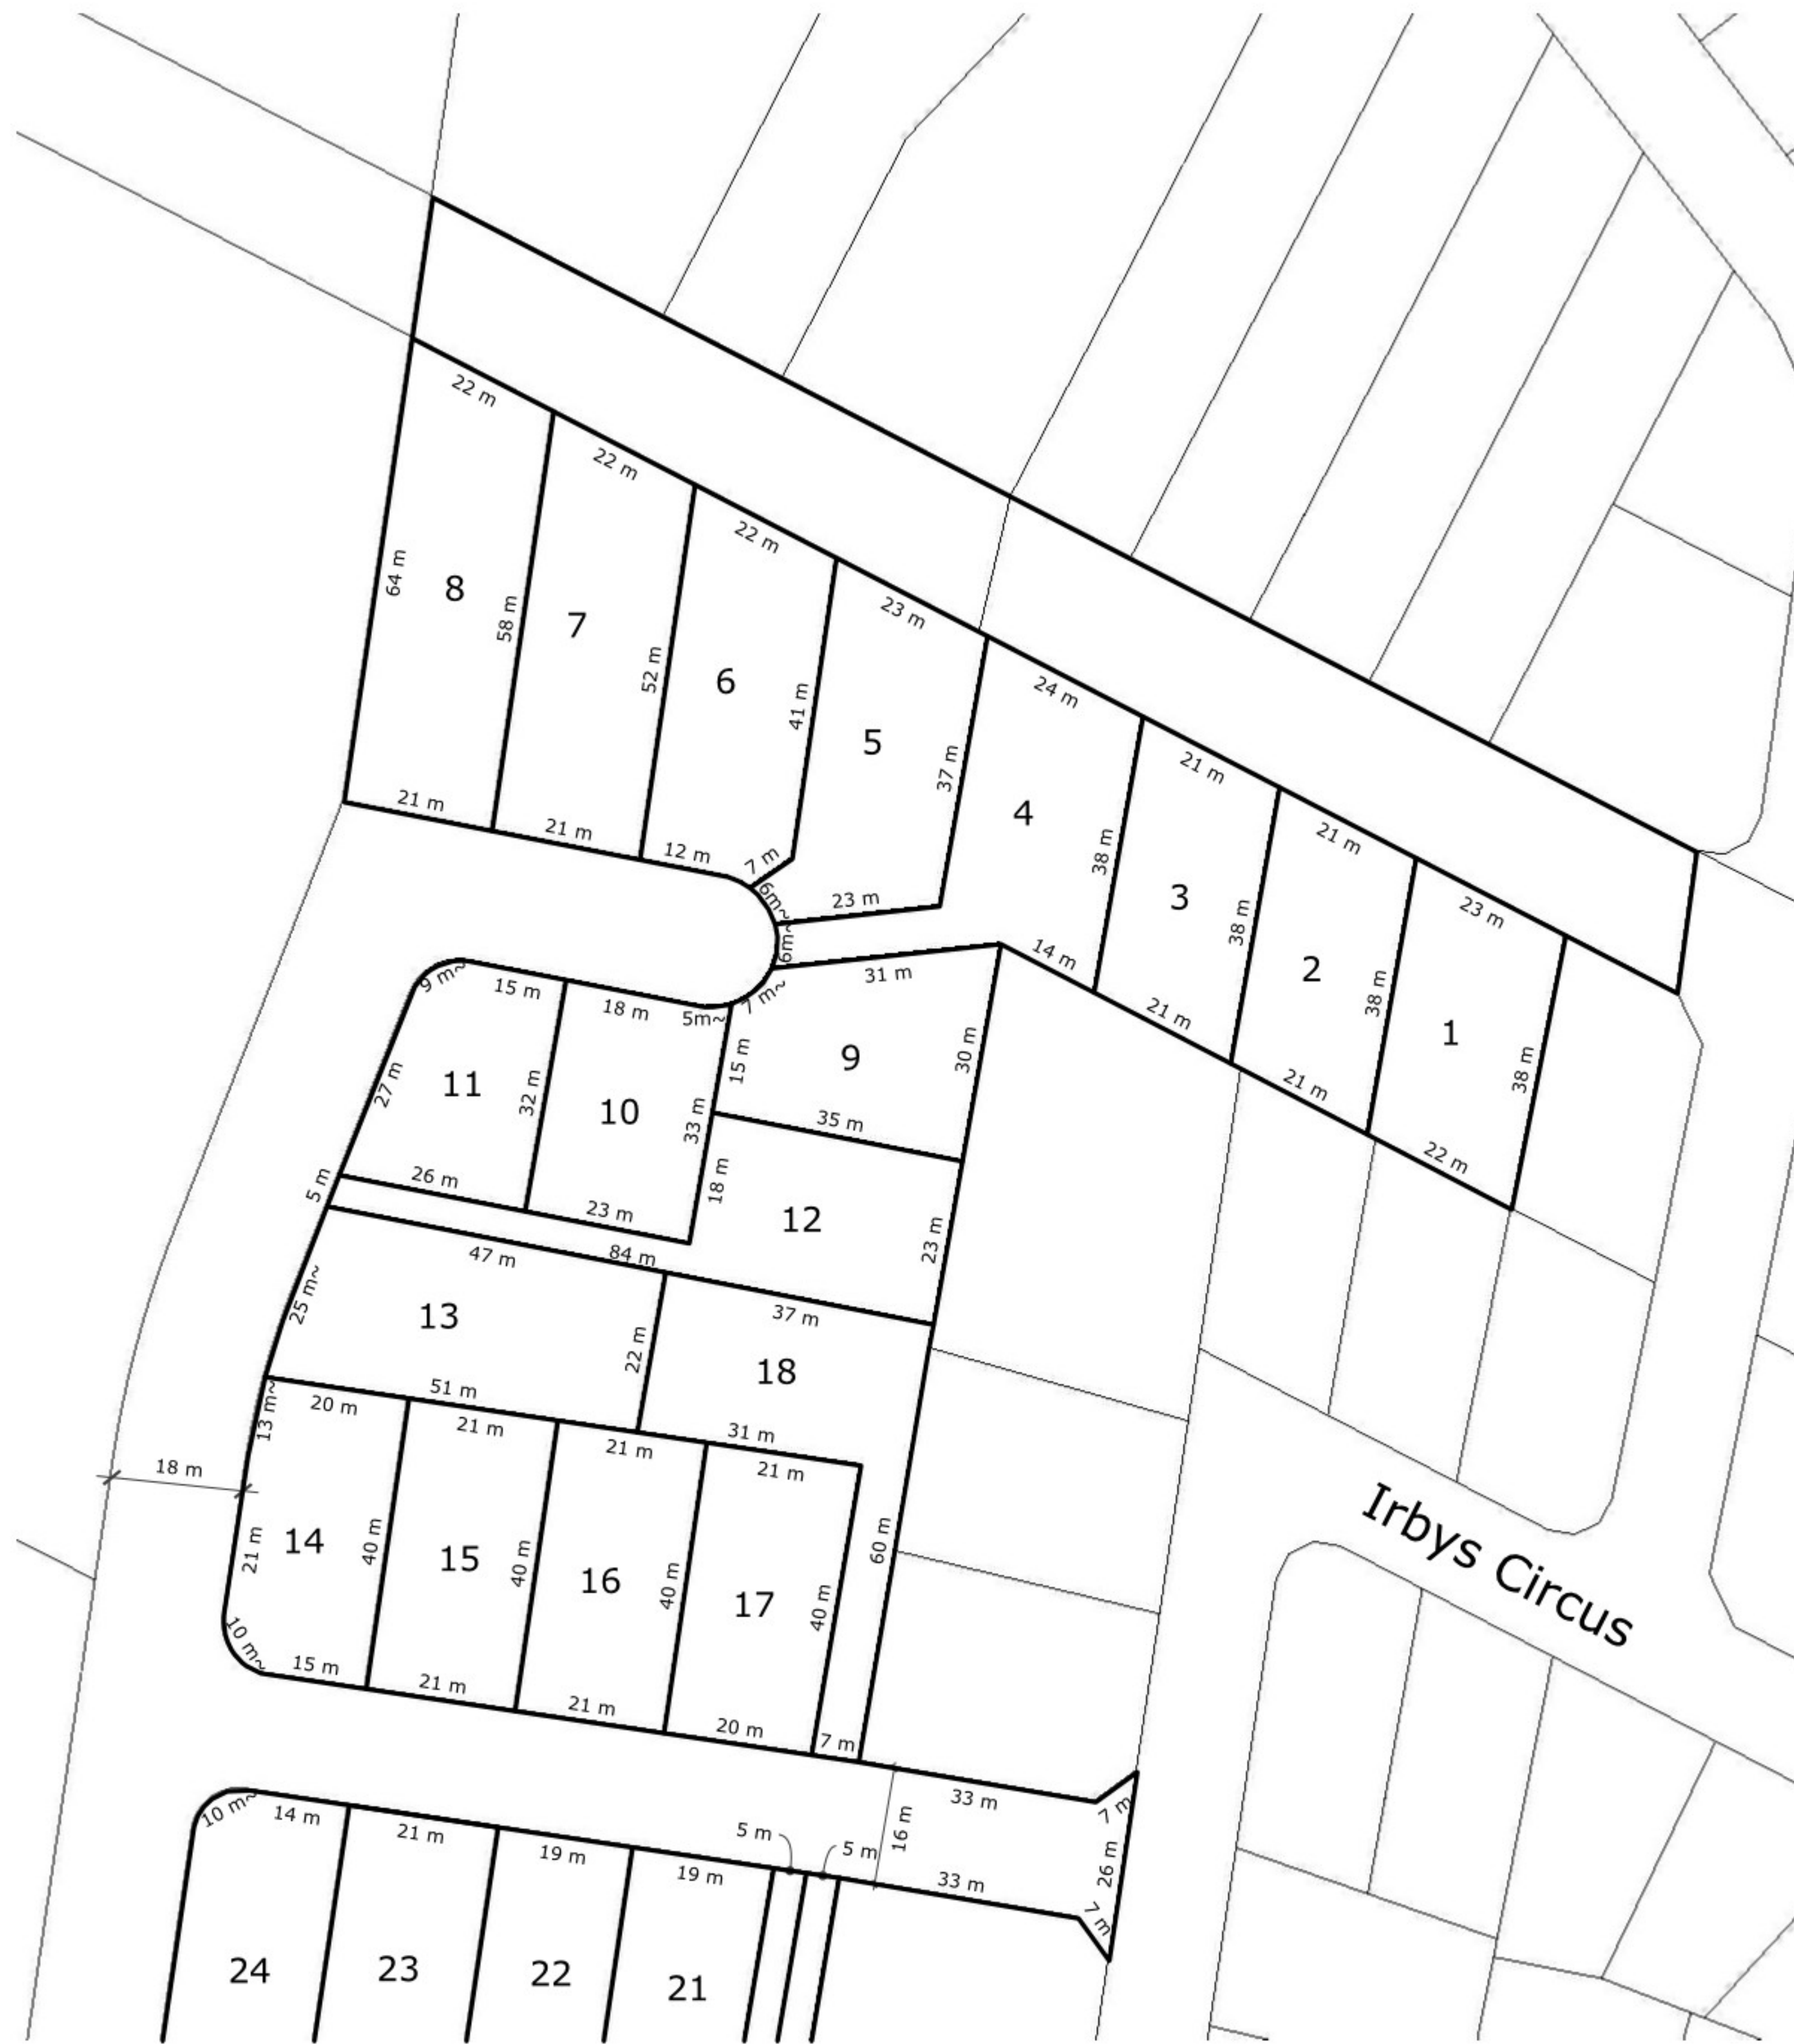 22 m
22 m
22 m
23 m
24 m
21 m
21 m
23 m
64 m
8
58 m
7
52 m
6
41 m
5
37 m
4
38 m
3
38 m
2
38 m
1
38 m
21 m
21 m
12 m
7 m
6m~
23 m
6m~
31 m
14 m
21 m
21 m
22 m
9 m~
15 m
18 m
5m~
7 m~
27 m
11
32 m
10
33 m
15 m
9
30 m
35 m
18 m
12
23 m
26 m
23 m
5 m
47 m
84 m
37 m
25 m~
13
22 m
18
51 m
31 m
20 m
21 m
21 m
21 m
13 m~
18 m
21 m
14
40 m
15
40 m
16
40 m
17
40 m
60 m
10 m~
15 m
21 m
21 m
20 m
7 m
Irbys Circus
33 m
7 m
16 m
26 m
33 m
7 m
10 m~
14 m
21 m
19 m
19 m
5 m
5 m
24
23
22
21